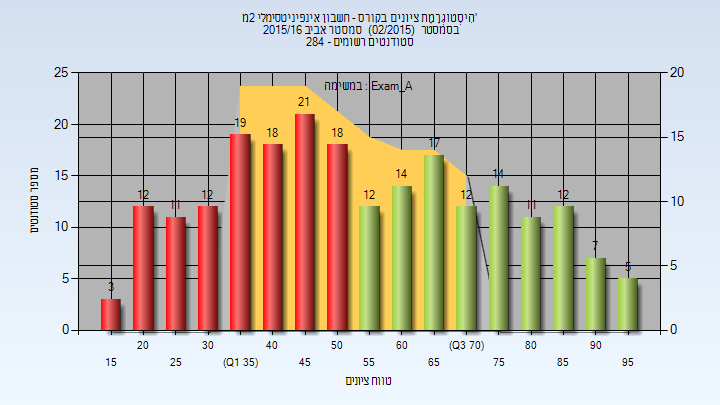 היסטוגרמת ציונים בקורס - חשבון אינפיניטסימלי 2מ'
בסמסטר (02/2015) סמסטר אביב 2015/16
סטודנטים רשומים - 284
במשימה : Exam_A
25 20 15 10 5 0
20 15 10 5 0
מספר סטודנטים
3 12 11 12 19 18 21 18 12 14 17 12 14 11 12 7 5
20 30 40 50 60 (Q3 70) 80 90
15 25 (Q1 35) 45 55 65 75 85 95
טווח ציונים